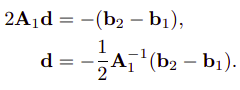 2A₁d = −(b₂ − b₁),
d = −½A₁⁻¹(b₂ − b₁).